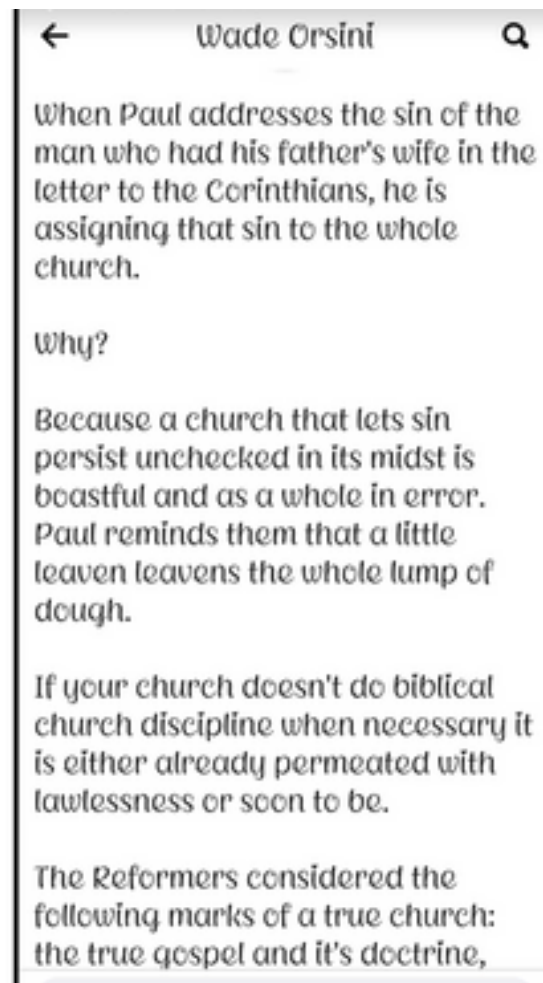 Wade Orsini
When Paul addresses the sin of the
man who had his father's wife in the
letter to the Corinthians, he is
assigning that sin to the whole
church.
Why?
Because a church that lets sin
persist unchecked in its midst is
boastful and as a whole in error.
Paul reminds them that a little
leaven leavens the whole lump of
dough.
If your church doesn't do biblical
church discipline when necessary it
is either already permeated with
lawlessness or soon to be.
The Reformers considered the
following marks of a true church:
the true gospel and it's doctrine,